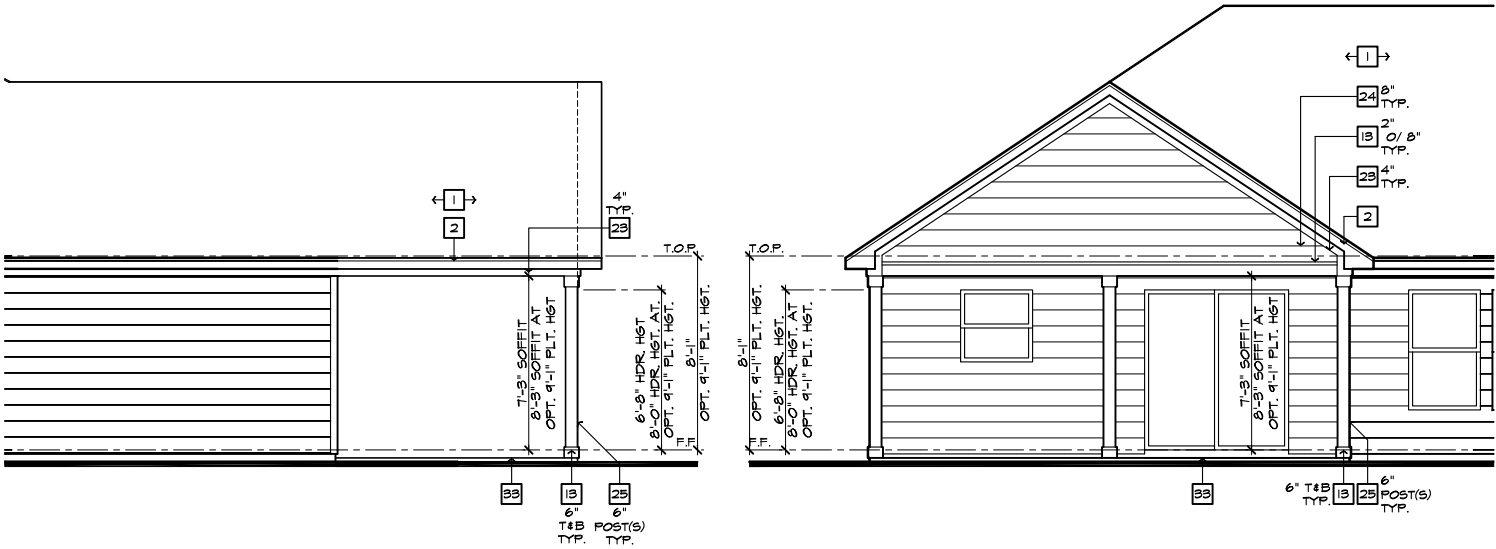 1
2
4"
TYP.
23
T.O.P.
7'-3" SOFFIT
8'-3" SOFFIT AT
OPT. 9'-1" PLT. HGT
6'-8" HDR. HGT
8'-0" HDR. HGT. AT
OPT. 9'-1" PLT. HGT.
8'-1"
OPT. 9'-1" PLT. HGT.
F.F.
33
13
6"
T&B
TYP.
25
6"
POST(S)
TYP.
T.O.P.
8'-1"
OPT. 9'-1" PLT. HGT.
6'-8" HDR. HGT.
8'-0" HDR. HGT. AT
OPT. 9'-1" PLT. HGT.
F.F.
1
24 8"
TYP.
13 2"
O/ 8"
TYP.
23 4"
TYP.
2
7'-3" SOFFIT
8'-3" SOFFIT AT
OPT. 9'-1" PLT. HGT
33
6" T&B
TYP.
13
25
6"
POST(S)
TYP.